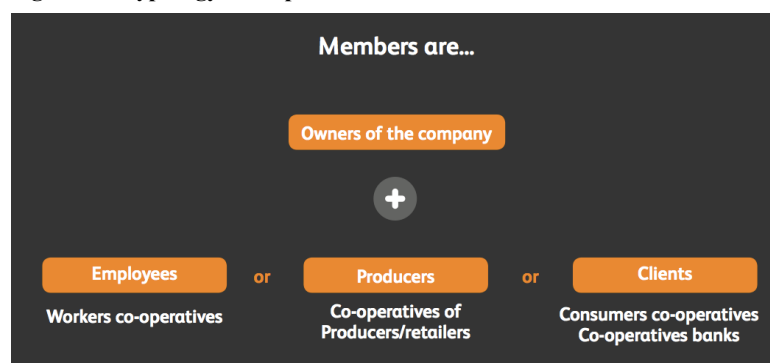 Members are...
Owners of the company
+
Employees or Producers or Clients
Workers co-operatives
Co-operatives of
Producers/retailers
Consumers co-operatives
Co-operatives banks